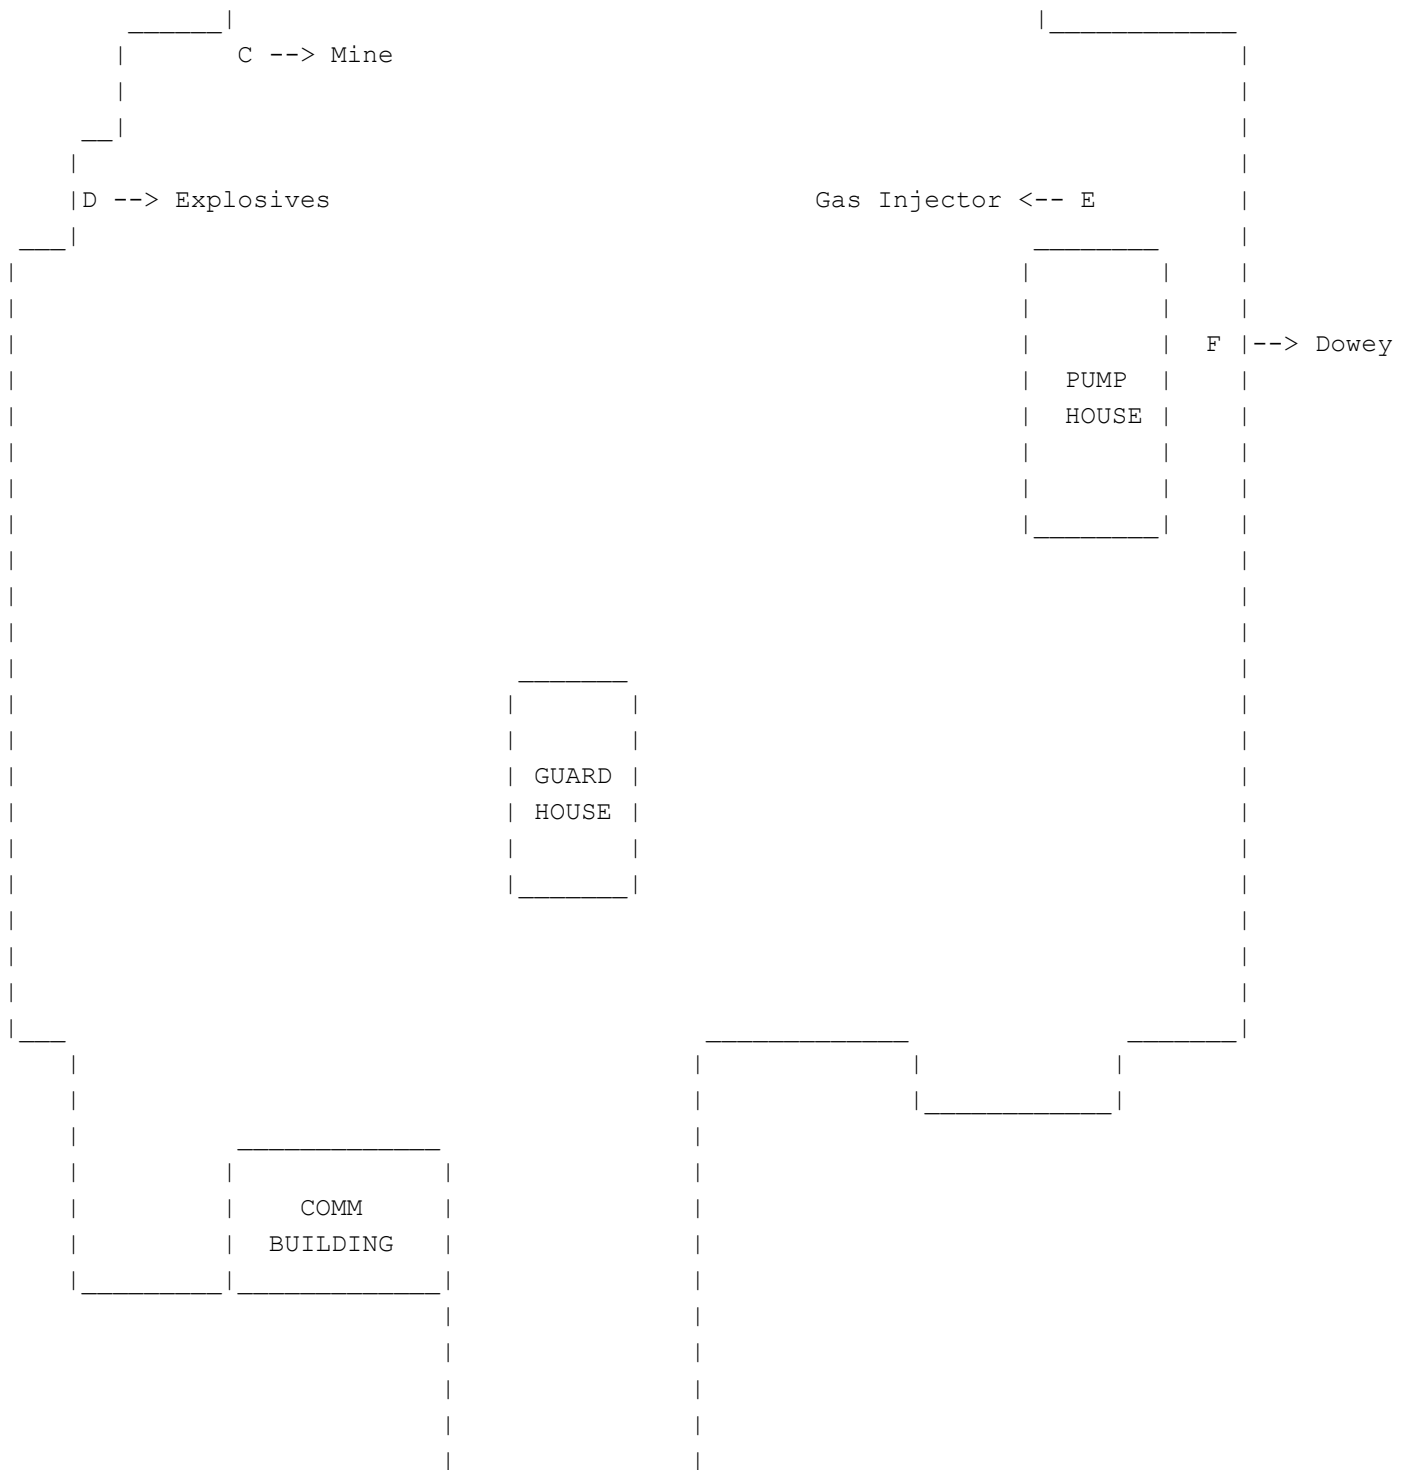 C --> Mine
D --> Explosives
Gas Injector <-- E
F --> Dowey
PUMP
HOUSE
GUARD
HOUSE
COMM
BUILDING